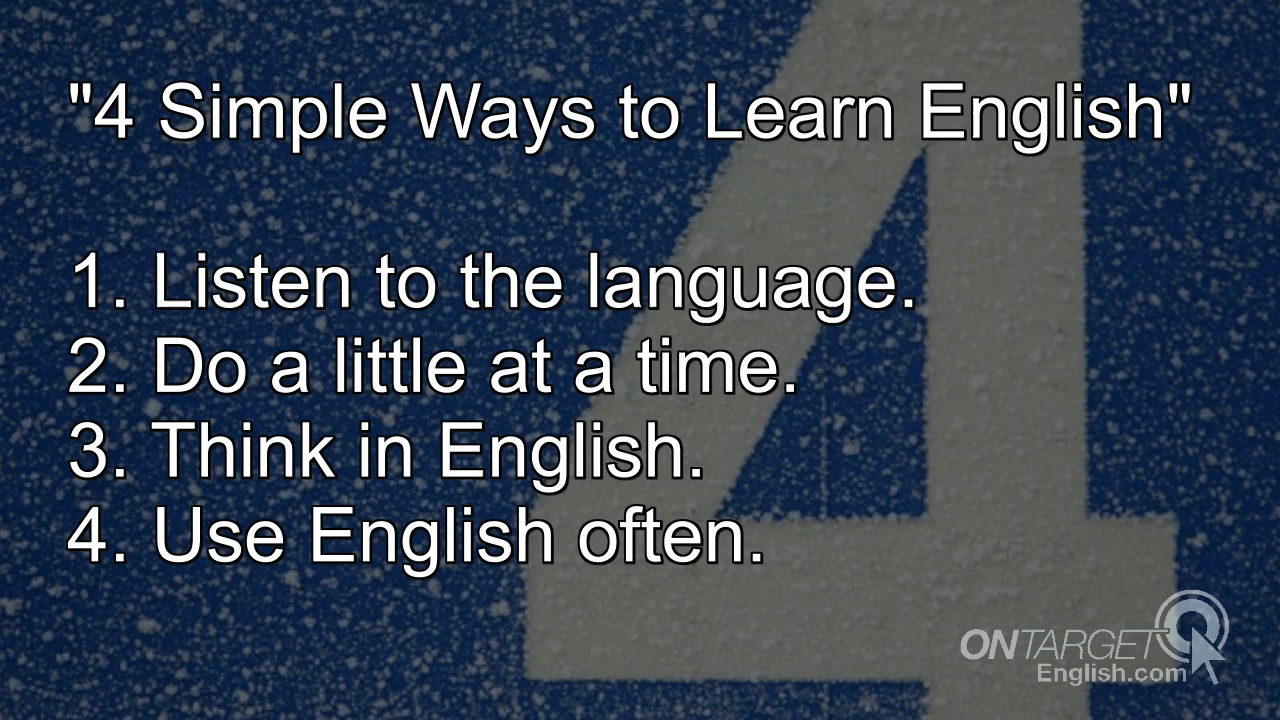 "4 Simple Ways to Learn English"
1. Listen to the language.
2. Do a little at a time.
3. Think in English.
4. Use English often.
ONTARGET
English.com